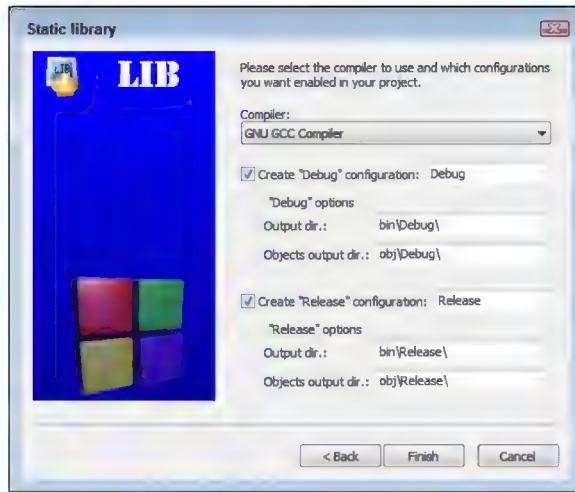 Static library
LIB
LIB
Please select the compiler to use and which configurations
you want enabled in your project.
Compiler:
GNU GCC Compiler
Create "Debug" configuration: Debug
"Debug" options
Output dir.: bin\Debug\
Objects output dir.: obj\Debug\
Create "Release" configuration: Release
"Release" options
Output dir.: bin\Release\
Objects output dir.: obj\Release\
< Back Finish Cancel